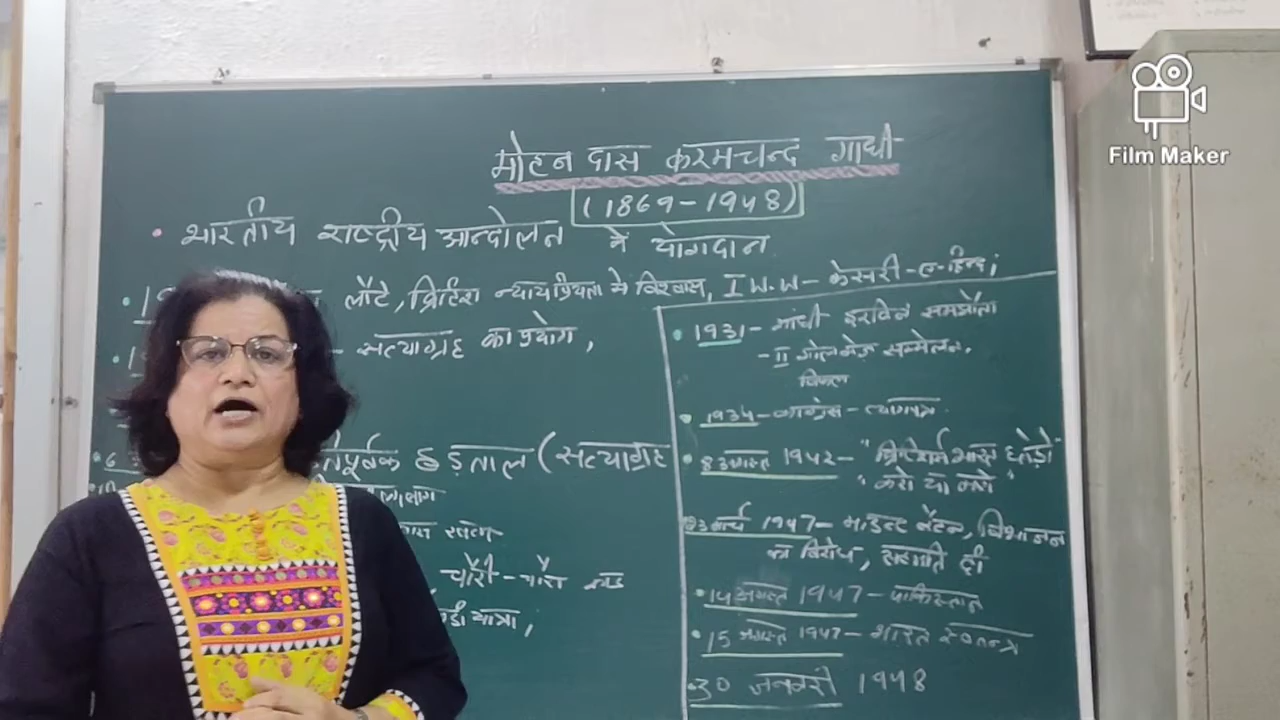 Film Maker
मोहन दास करमचन्द गाधी
(1869-1948)
• भारतीय राष्ट्रीय आन्दोलन मे योगदान
लौटे, ब्रिटिश न्यायप्रियता मे विश्वास, I W.W - केसरी-ए-हिन्द;
- सत्याग्रह का प्रयोग,
हड़ताल (सत्याग्रह
चौरी-चौरा काण्ड
यात्रा,
• 1931 - गांधी इरविन समझौता
- II गोलमेज सम्मेलन,
विफल
• 1934 - कांग्रेस - त्यागपत्र
• 8 अगस्त 1942 - "भारत छोड़ो"
"करो या मरो"
मार्च 1947 - माउन्ट बेटन, विभाजन
का विरोध, सहमति दी
• 14 अगस्त 1947 - पाकिस्तान
• 15 अगस्त 1947 - भारत स्वतन्त्र
• 30 जनवरी 1948